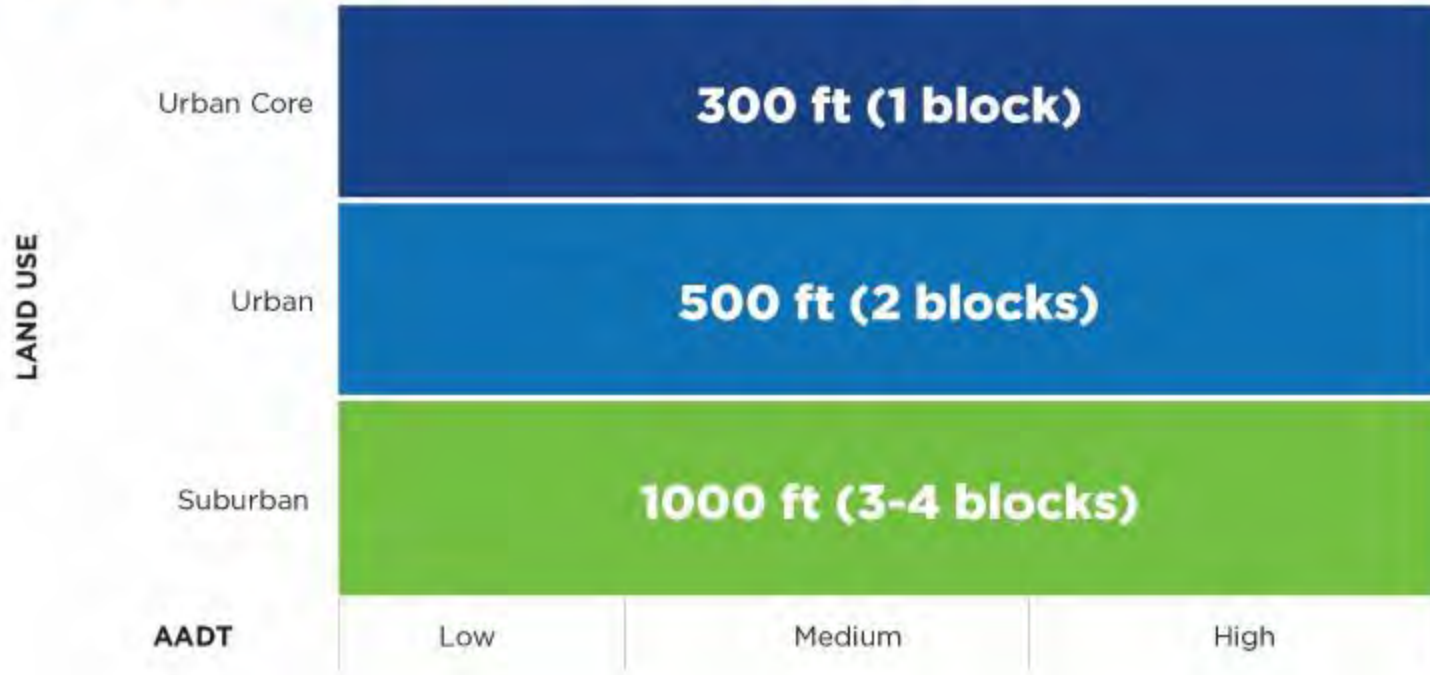 Urban Core
300 ft (1 block)
LAND USE
Urban
500 ft (2 blocks)
Suburban
1000 ft (3-4 blocks)
AADT
Low
Medium
High